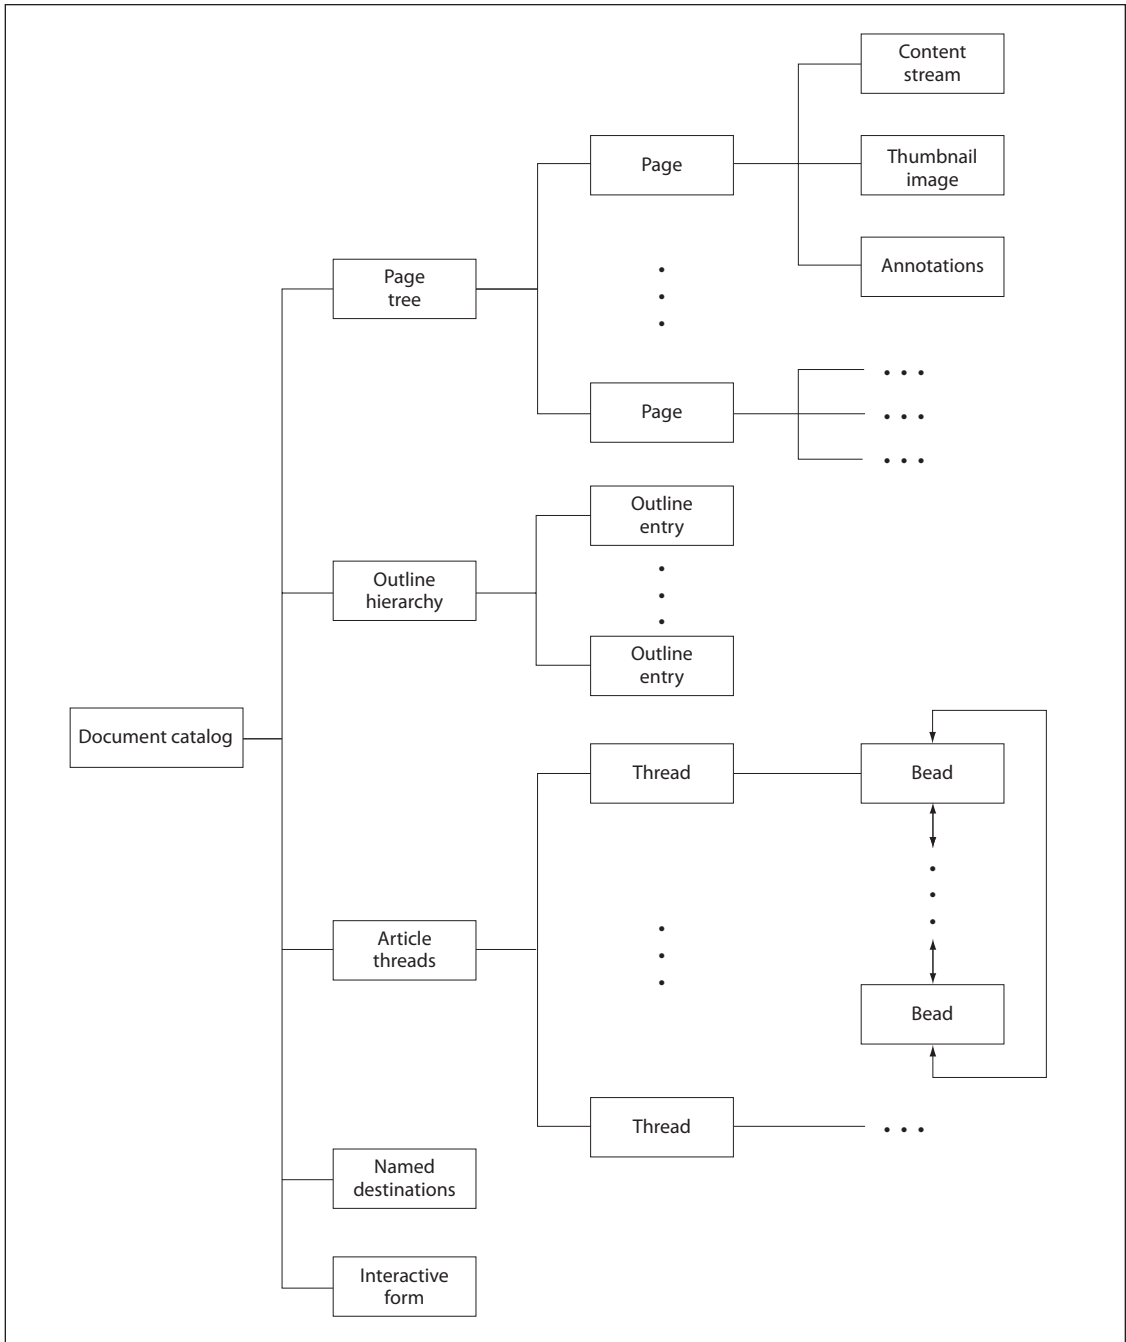 Content
stream
Page
Thumbnail
image
Annotations
Page
tree
• • •
Page
• • •
• • •
• • •
Outline
entry
• • •
Outline
hierarchy
Outline
entry
Document catalog
Thread
Bead
• • •
Article
threads
• • •
Bead
Thread
• • •
Named
destinations
Interactive
form